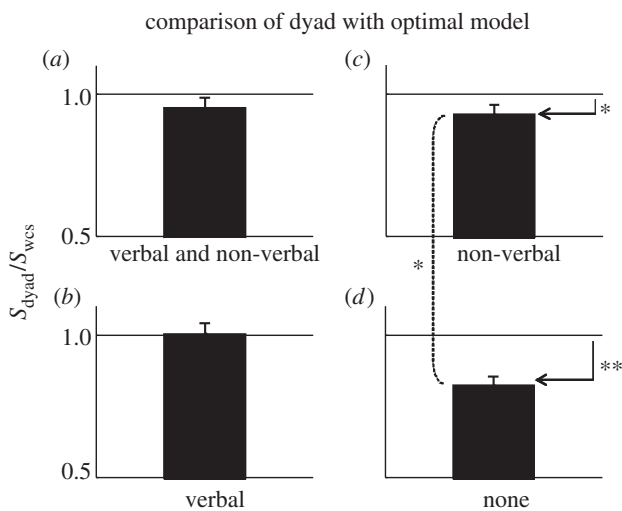 comparison of dyad with optimal model
(a)
(c)
1.0
*
0.5
verbal and non-verbal
non-verbal
S_dyad/S_wcs
*
(b)
(d)
1.0
**
0.5
verbal
none